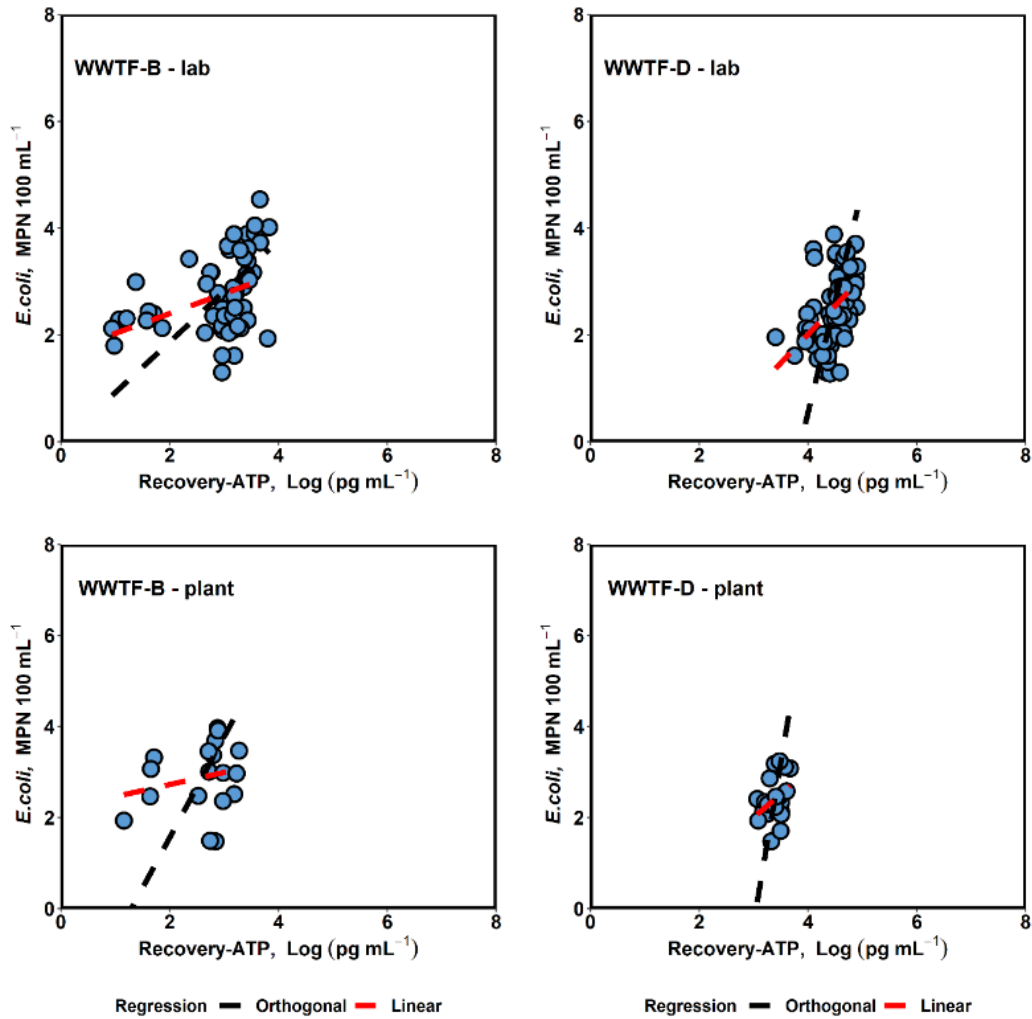 8
6
4
2
0
WWTF-B - lab
E.coli, MPN 100 mL⁻¹
0 2 4 6 8
Recovery-ATP, Log (pg mL⁻¹)
8
6
4
2
0
WWTF-D - lab
E.coli, MPN 100 mL⁻¹
0 2 4 6 8
Recovery-ATP, Log (pg mL⁻¹)
8
6
4
2
0
WWTF-B - plant
E.coli, MPN 100 mL⁻¹
0 2 4 6 8
Recovery-ATP, Log (pg mL⁻¹)
8
6
4
2
0
WWTF-D - plant
E.coli, MPN 100 mL⁻¹
0 2 4 6 8
Recovery-ATP, Log (pg mL⁻¹)
Regression Orthogonal Linear
Regression Orthogonal Linear